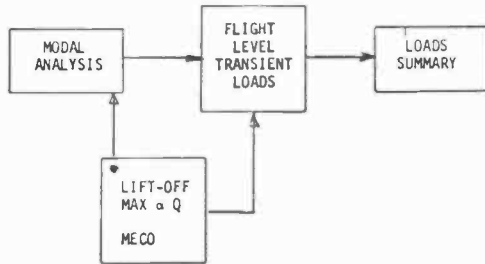 MODAL
ANALYSIS
FLIGHT
LEVEL
TRANSIENT
LOADS
LOADS
SUMMARY
LIFT-OFF
MAX α Q
MECO